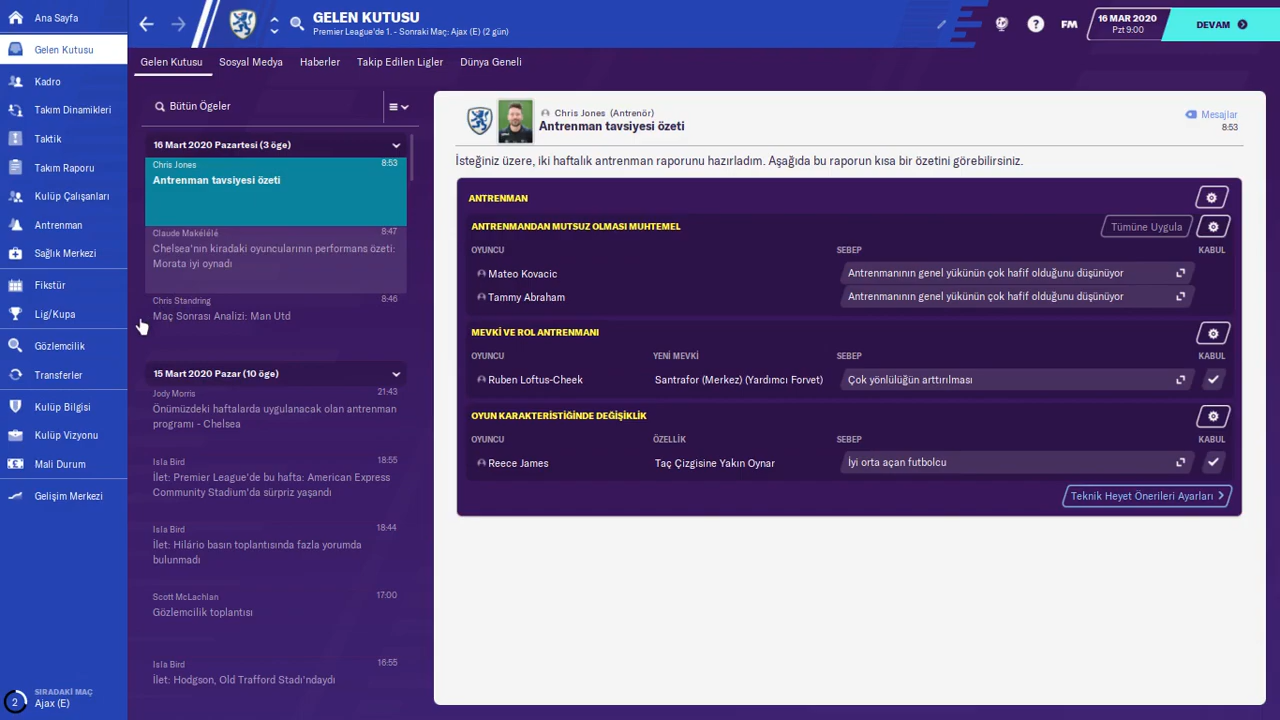 Ana Sayfa
Gelen Kutusu
Kadro
Takım Dinamikleri
Taktik
Takım Raporu
Kulüp Çalışanları
Antrenman
Sağlık Merkezi
Fikstür
Lig/Kupa
Gözlemcilik
Transferler
Kulüp Bilgisi
Kulüp Vizyonu
Mali Durum
Gelişim Merkezi
2
SIRADAKİ MAÇ
Ajax (E)
GELEN KUTUSU
Premier League'de 1. - Sonraki Maç: Ajax (E) (2 gün)
?
FM
16 MAR 2020
Pzt 9:00
DEVAM
Gelen Kutusu Sosyal Medya Haberler Takip Edilen Ligler Dünya Geneli
Bütün Ögeler
16 Mart 2020 Pazartesi (3 öge)
Chris Jones 8:53
Antrenman tavsiyesi özeti
Claude Makélélé 8:47
Chelsea'nın kiradaki oyuncularının performans özeti:
Morata iyi oynadı
Chris Standring 8:46
Maç Sonrası Analizi: Man Utd
15 Mart 2020 Pazar (10 öge)
Jody Morris 21:43
Önümüzdeki haftalarda uygulanacak olan antrenman
programı - Chelsea
Isla Bird 18:55
İlet: Premier League'de bu hafta: American Express
Community Stadium'da sürpriz yaşandı
Isla Bird 18:44
İlet: Hilário basın toplantısında fazla yorumda
bulunmadı
Scott McLachlan 17:00
Gözlemcilik toplantısı
Isla Bird 16:55
İlet: Hodgson, Old Trafford Stadı'ndaydı
Chris Jones (Antrenör)
Antrenman tavsiyesi özeti
Mesajlar
8:53
İsteğiniz üzere, iki haftalık antrenman raporunu hazırladım. Aşağıda bu raporun kısa bir özetini görebilirsiniz.
ANTRENMAN
ANTRENMANDAN MUTSUZ OLMASI MUHTEMEL Tümüne Uygula
OYUNCU SEBEP KABUL
Mateo Kovacic Antrenmanının genel yükünün çok hafif olduğunu düşünüyor
Tammy Abraham Antrenmanının genel yükünün çok hafif olduğunu düşünüyor
MEVKİ VE ROL ANTRENMANI
OYUNCU YENİ MEVKİ SEBEP KABUL
Ruben Loftus-Cheek Santrafor (Merkez) (Yardımcı Forvet) Çok yönlülüğün arttırılması
OYUN KARAKTERİSTİĞİNDE DEĞİŞİKLİK
OYUNCU ÖZELLİK SEBEP KABUL
Reece James Taç Çizgisine Yakın Oynar İyi orta açan futbolcu
Teknik Heyet Önerileri Ayarları